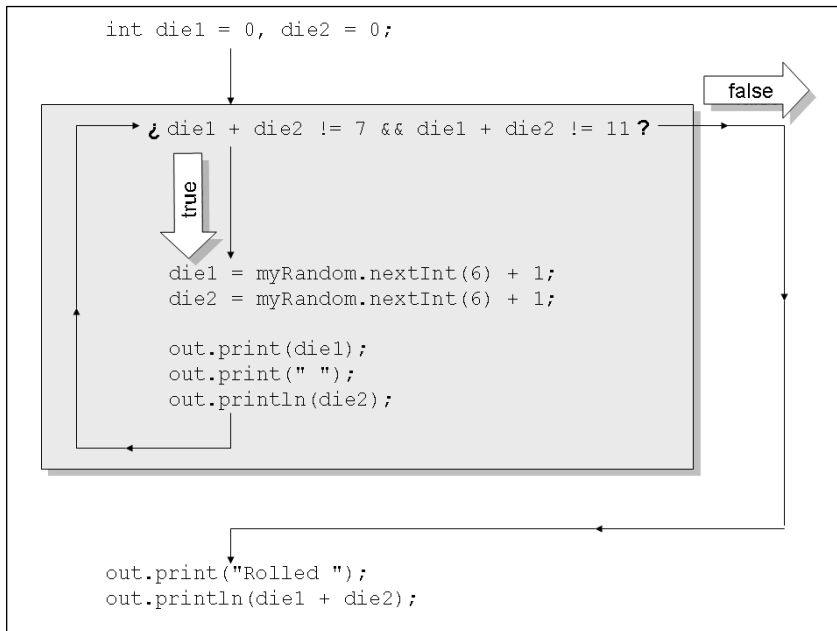 int die1 = 0, die2 = 0;
false
¿ die1 + die2 != 7 && die1 + die2 != 11 ?
true
die1 = myRandom.nextInt(6) + 1;
die2 = myRandom.nextInt(6) + 1;
out.print(die1);
out.print(" ");
out.println(die2);
out.print("Rolled ");
out.println(die1 + die2);